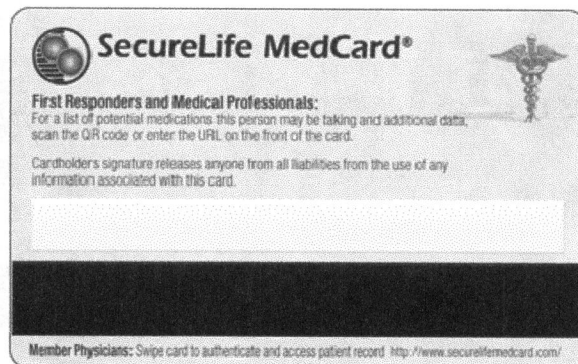 SecureLife MedCard®
First Responders and Medical Professionals:
For a list of potential medications this person may be taking and additional data,
scan the QR code or enter the URL on the front of the card.
Cardholders signature releases anyone from all liabilities from the use of any
information associated with this card.
Member Physicians: Swipe card to authenticate and access patient record http://www.securelifemedcard.com/